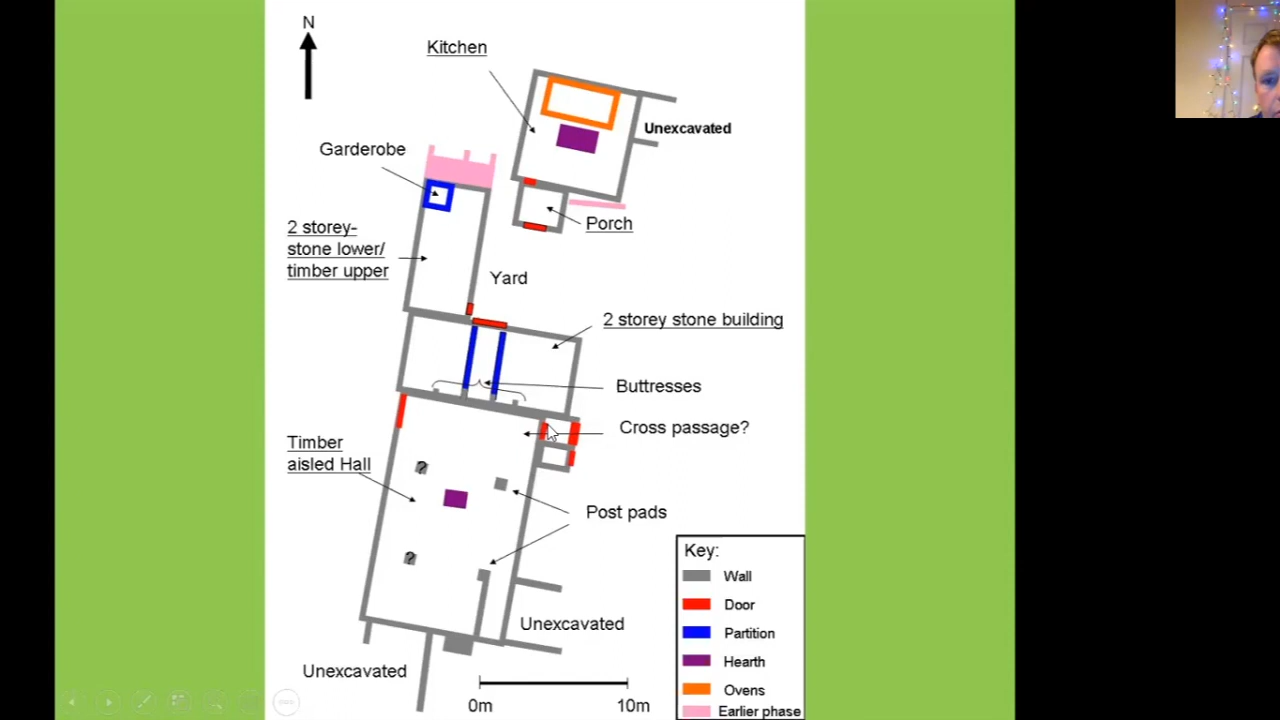 N
Kitchen
Unexcavated
Garderobe
Porch
2 storey-
stone lower/
timber upper
Yard
2 storey stone building
Buttresses
Cross passage?
Timber
aisled Hall
?
Post pads
?
Unexcavated
Unexcavated
0m
10m
Key:
Wall
Door
Partition
Hearth
Ovens
Earlier phase